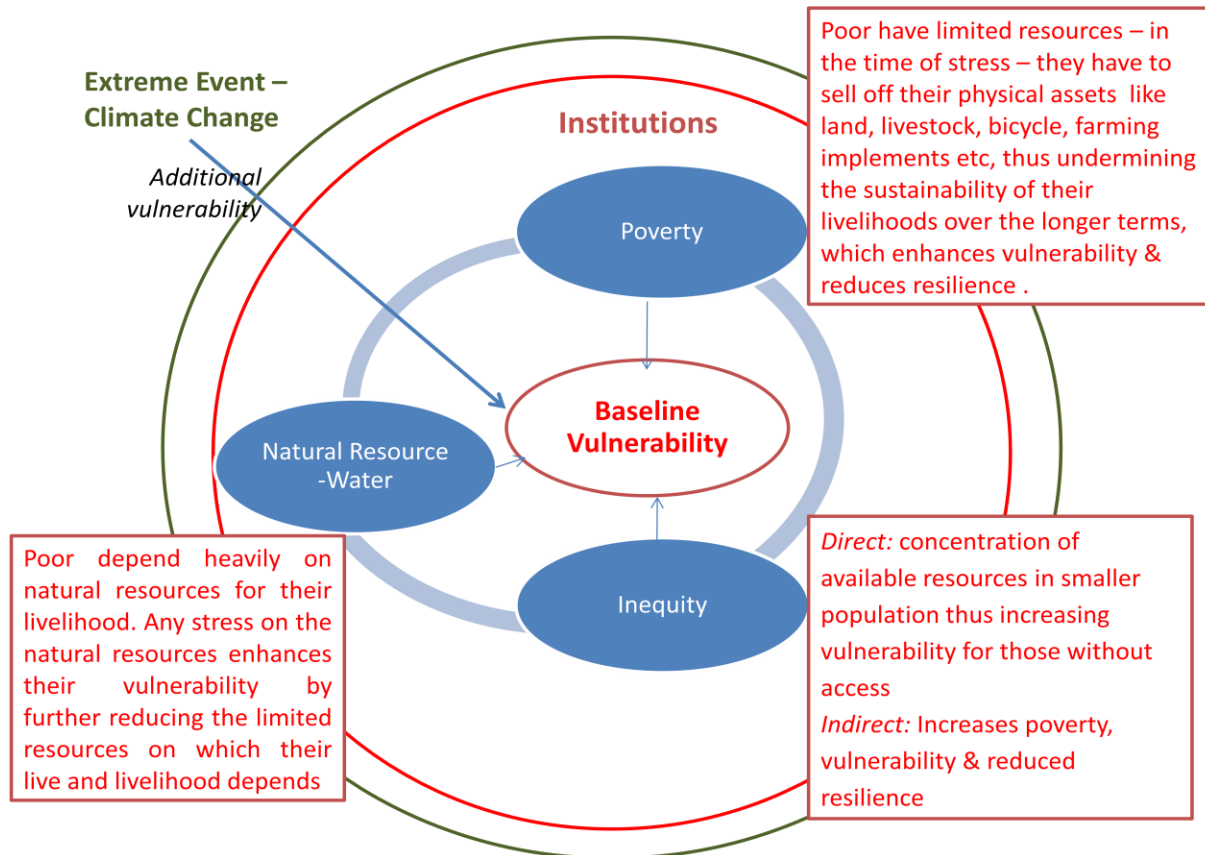 Extreme Event –
Climate Change
Additional
vulnerability
Institutions
Poverty
Baseline
Vulnerability
Natural Resource
-Water
Inequity
Poor have limited resources – in
the time of stress – they have to
sell off their physical assets like
land, livestock, bicycle, farming
implements etc, thus undermining
the sustainability of their
livelihoods over the longer terms,
which enhances vulnerability &
reduces resilience .
Poor depend heavily on
natural resources for their
livelihood. Any stress on the
natural resources enhances
their vulnerability by
further reducing the limited
resources on which their
live and livelihood depends
Direct: concentration of
available resources in smaller
population thus increasing
vulnerability for those without
access
Indirect: Increases poverty,
vulnerability & reduced
resilience